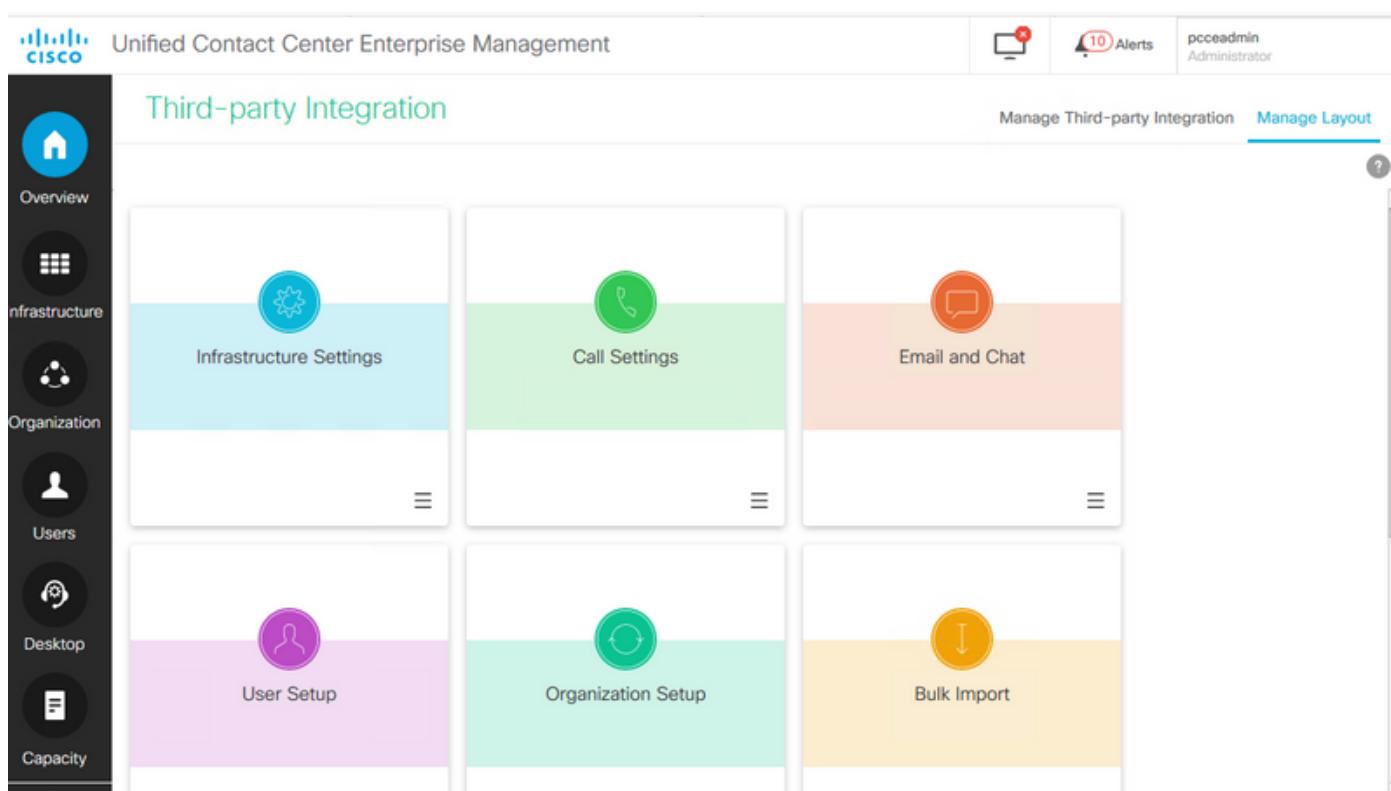 CISCO
Unified Contact Center Enterprise Management
10
Alerts
pcceadmin
Administrator
Third-party Integration
Manage Third-party Integration
Manage Layout
?
Overview
nfrastructure
Organization
Users
Desktop
Capacity
Infrastructure Settings
Call Settings
Email and Chat
User Setup
Organization Setup
Bulk Import